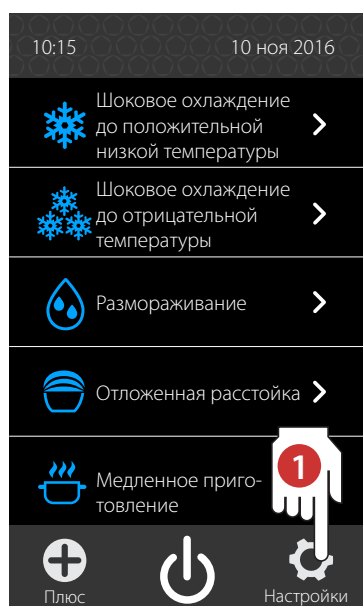 10:15 10 ноя 2016
Шоковое охлаждение
до положительной
низкой температуры
Шоковое охлаждение
до отрицательной
температуры
Размораживание
Отложенная расстойка
Медленное приго-
товление
1
Плюс Настройки